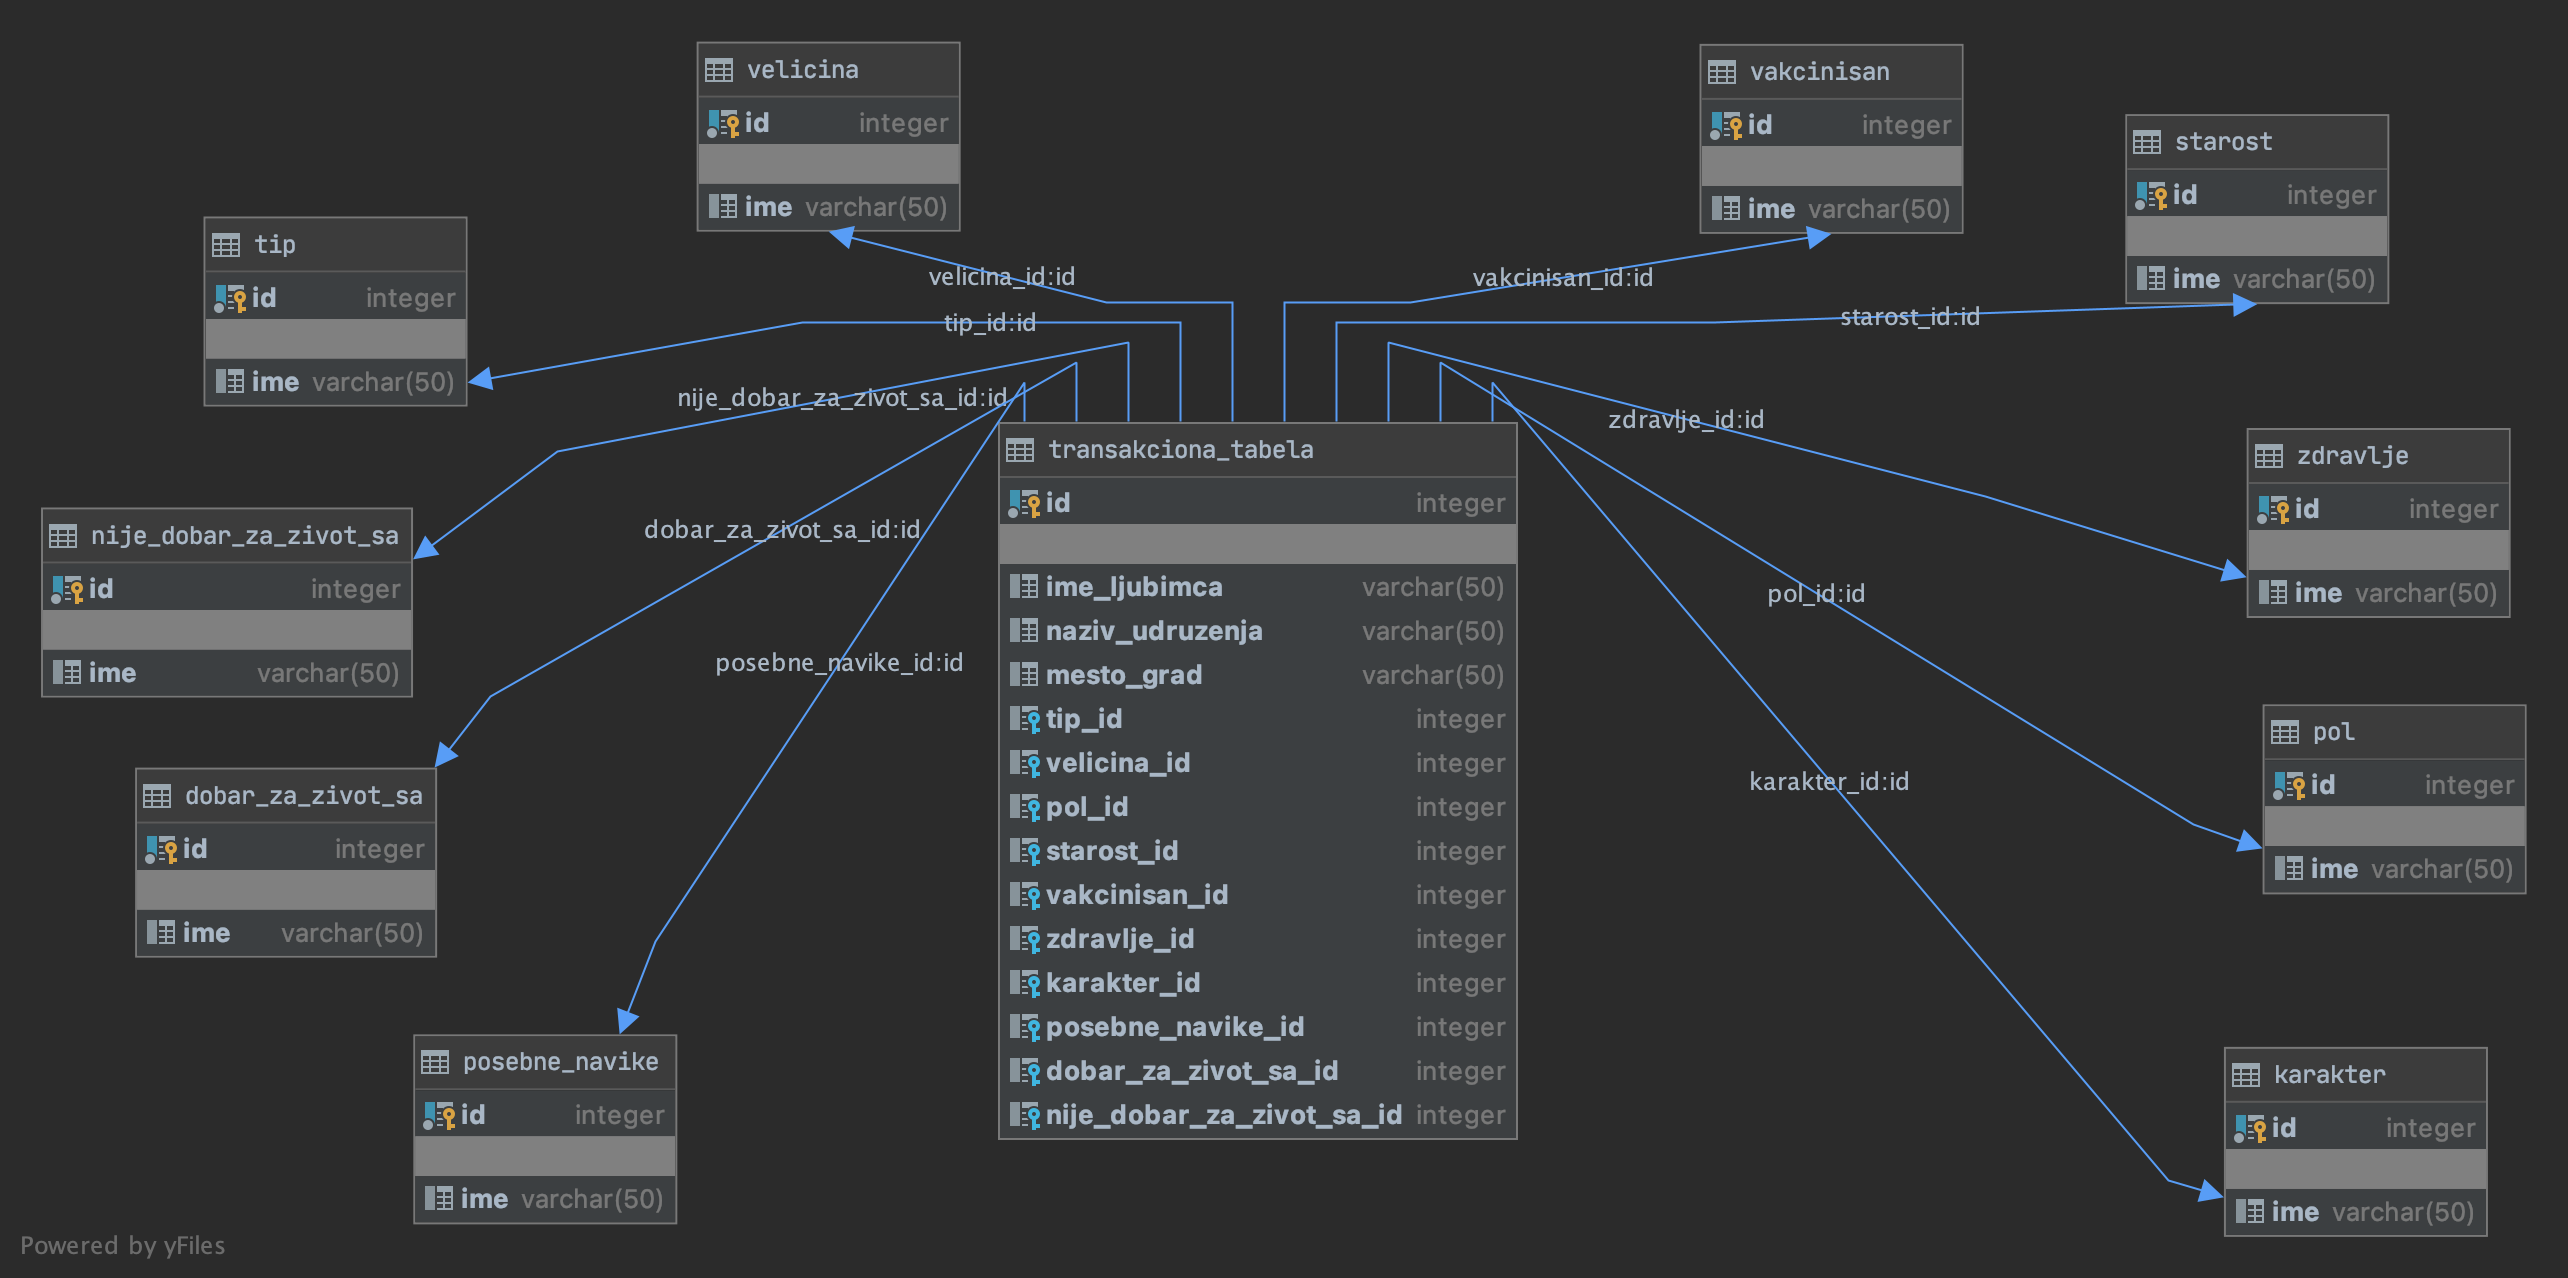 velicina
id integer
ime varchar(50)
vakcinisan
id integer
ime varchar(50)
starost
id integer
ime varchar(50)
tip
id integer
ime varchar(50)
velicina_id:id
vakcinisan_id:id
tip_id:id
starost_id:id
nije_dobar_za_zivot_sa_id:id
zdravlje_id:id
dobar_za_zivot_sa_id:id
pol_id:id
posebne_navike_id:id
karakter_id:id
transakciona_tabela
id integer
ime_ljubimca varchar(50)
naziv_udruzenja varchar(50)
mesto_grad varchar(50)
tip_id integer
velicina_id integer
pol_id integer
starost_id integer
vakcinisan_id integer
zdravlje_id integer
karakter_id integer
posebne_navike_id integer
dobar_za_zivot_sa_id integer
nije_dobar_za_zivot_sa_id integer
zdravlje
id integer
ime varchar(50)
nije_dobar_za_zivot_sa
id integer
ime varchar(50)
pol
id integer
ime varchar(50)
dobar_za_zivot_sa
id integer
ime varchar(50)
posebne_navike
id integer
ime varchar(50)
karakter
id integer
ime varchar(50)
Powered by yFiles